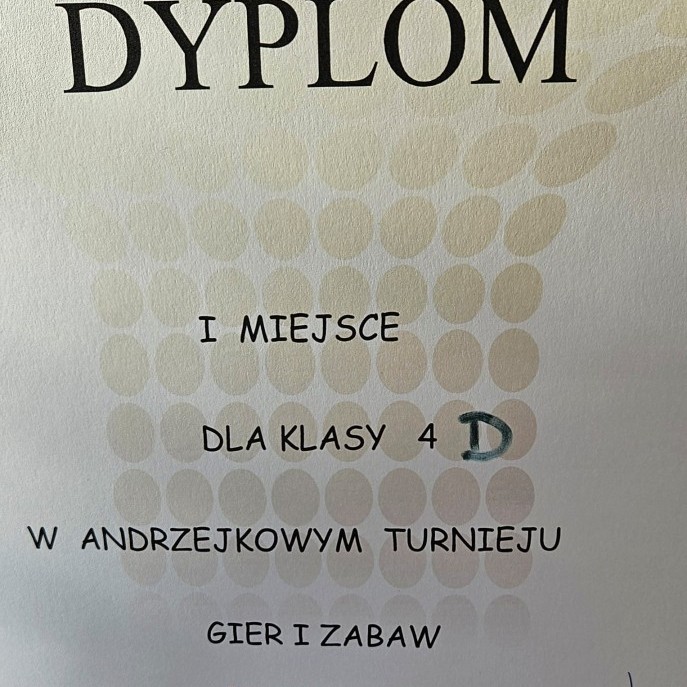 DYPLOM
I MIEJSCE
DLA KLASY 4 D
W ANDRZEJKOWYM TURNIEJU
GIER I ZABAW